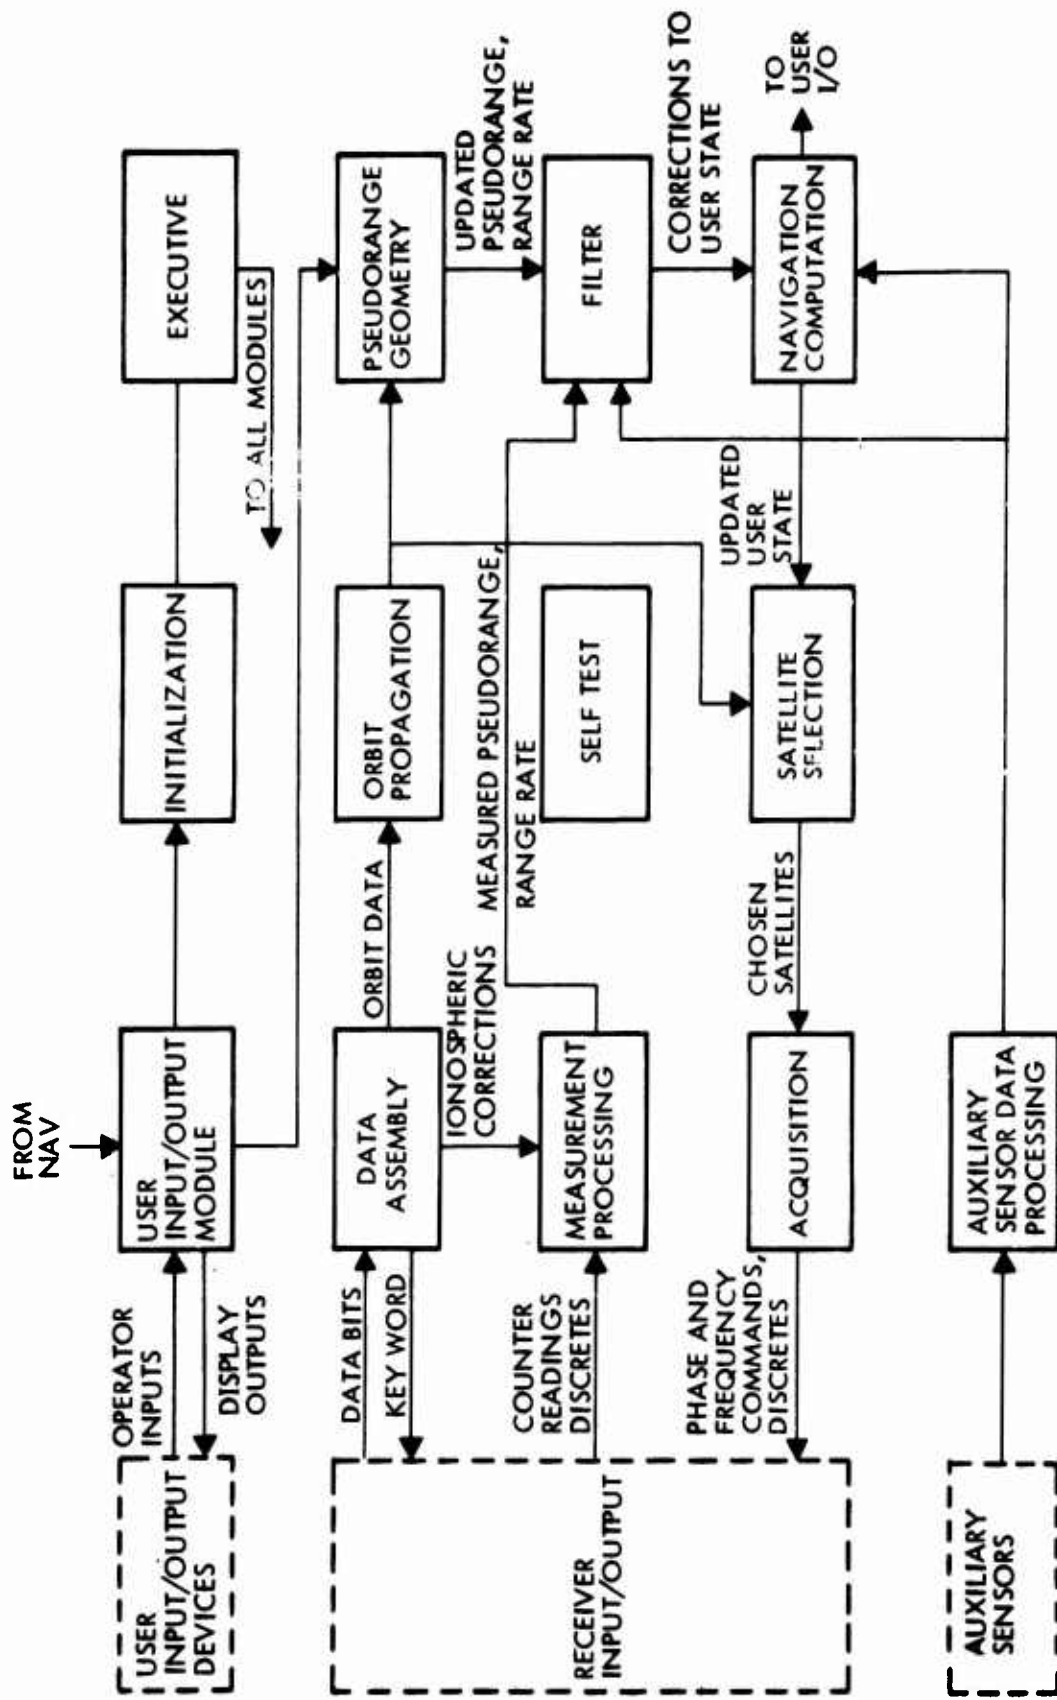 FROM
NAV
USER
INPUT/OUTPUT
DEVICES
OPERATOR
INPUTS
DISPLAY
OUTPUTS
USER
INPUT/OUTPUT
MODULE
INITIALIZATION
EXECUTIVE
TO ALL MODULES
RECEIVER
INPUT/OUTPUT
DATA BITS
KEY WORD
DATA
ASSEMBLY
ORBIT DATA
IONOSPHERIC
CORRECTIONS
ORBIT
PROPAGATION
PSEUDORANGE
GEOMETRY
UPDATED
PSEUDORANGE,
RANGE RATE
COUNTER
READINGS
DISCRETES
MEASUREMENT
PROCESSING
MEASURED PSEUDORANGE,
RANGE RATE
SELF TEST
FILTER
CORRECTIONS TO
USER STATE
PHASE AND
FREQUENCY
COMMANDS,
DISCRETES
ACQUISITION
CHOSEN
SATELLITES
SATELLITE
SELECTION
UPDATED
USER
STATE
NAVIGATION
COMPUTATION
TO
USER
I/O
AUXILIARY
SENSORS
AUXILIARY
SENSOR DATA
PROCESSING